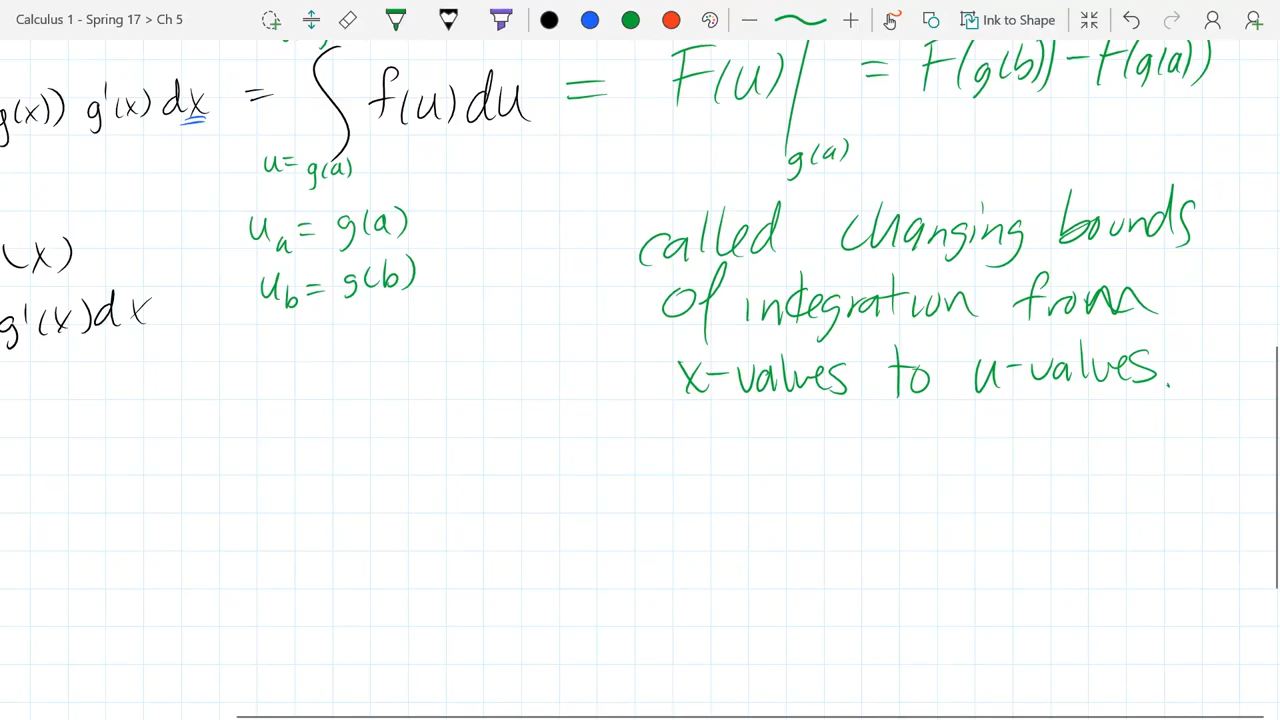 Calculus 1 - Spring 17 > Ch 5
Ink to Shape
g(x)) g'(x) dx = ∫ f(u) du = F(u) | = F(g(b)) - F(g(a))
u= g(a)
g(a)
u_a = g(a)
u_b = g(b)
(x)
g'(x) dx
called changing bounds
of integration from
x-values to u-values.